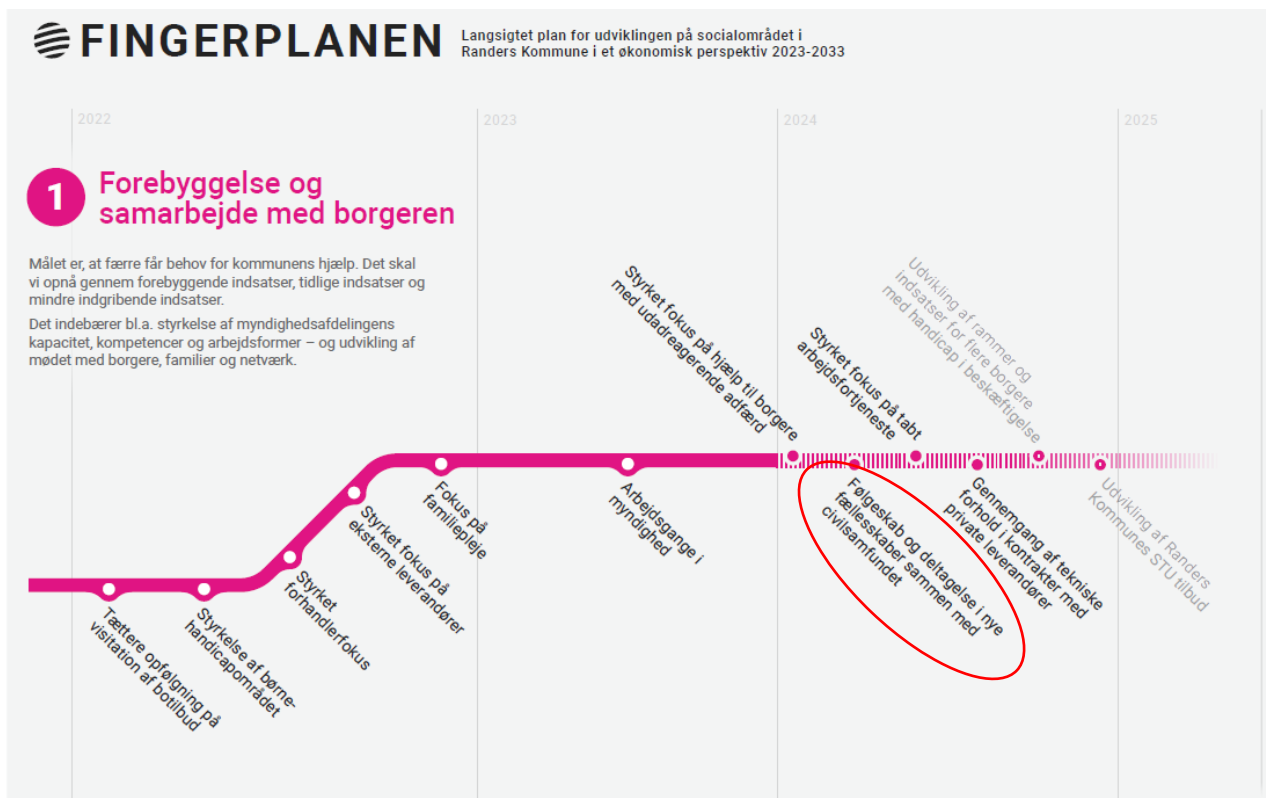 FINGERPLANEN
Langsigtet plan for udviklingen på socialområdet i
Randers Kommune i et økonomisk perspektiv 2023-2033
2022
2023
2024
2025
1
Forebyggelse og
samarbejde med borgeren
Målet er, at færre får behov for kommunens hjælp. Det skal
vi opnå gennem forebyggende indsatser, tidlige indsatser og
mindre indgribende indsatser.
Det indebærer bl.a. styrkelse af myndighedsafdelingens
kapacitet, kompetencer og arbejdsformer – og udvikling af
mødet med borgere, familier og netværk.
Tættere opfølgning på
visitation af botilbud
Styrkelse af børne-
handicapområdet
Styrket
forhandlerfokus
Styrket fokus på
eksterne leverandører
Fokus på
familiepleje
Arbejdsgange i
myndighed
Styrket fokus på hjælp til borgere
med udadreagerende adfærd
Følgeskab og deltagelse i nye
fællesskaber sammen med
civilsamfundet
Styrket fokus på tabt
arbejdsfortjeneste
Gennemgang af tekniske
forhold i kontrakter med
private leverandører
Udvikling af rammer og
indsatser for flere borgere
med handicap i beskæftigelse
Udvikling af Randers
Kommunes STU tilbud